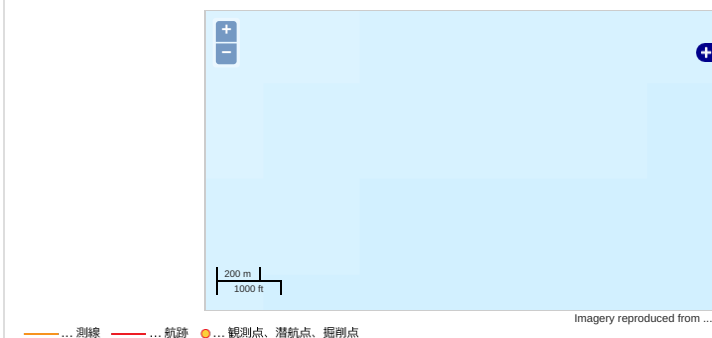 +
−
+
200 m
1000 ft
Imagery reproduced from ...
... 測線 ... 航跡 ... 観測点、潜航点、掘削点